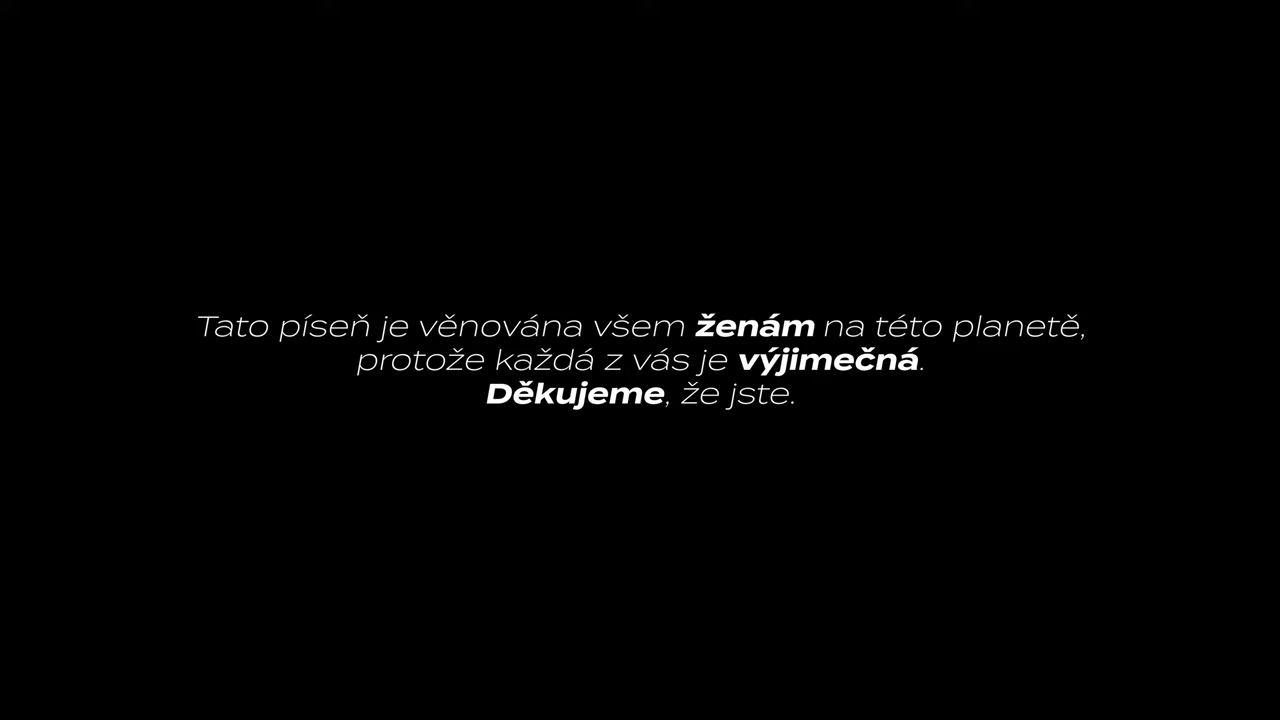 Tato píseň je věnována všem ženám na této planetě,
protože každá z vás je výjimečná.
Děkujeme, že jste.